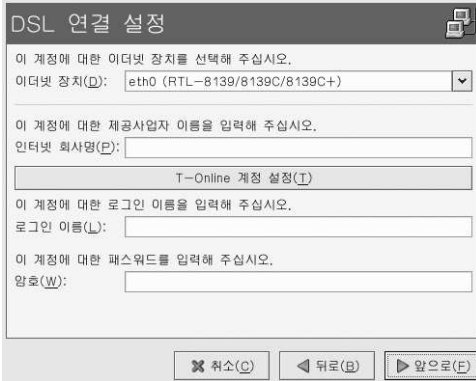 DSL 연결 설정
이 계정에 대한 이더넷 장치를 선택해 주십시오.
이더넷 장치(D): eth0 (RTL-8139/8139C/8139C+)
이 계정에 대한 제공사업자 이름을 입력해 주십시오.
인터넷 회사명(P):
T-Online 계정 설정(T)
이 계정에 대한 로그인 이름을 입력해 주십시오.
로그인 이름(L):
이 계정에 대한 패스워드를 입력해 주십시오.
암호(W):
취소(C) 뒤로(B) 앞으로(F)